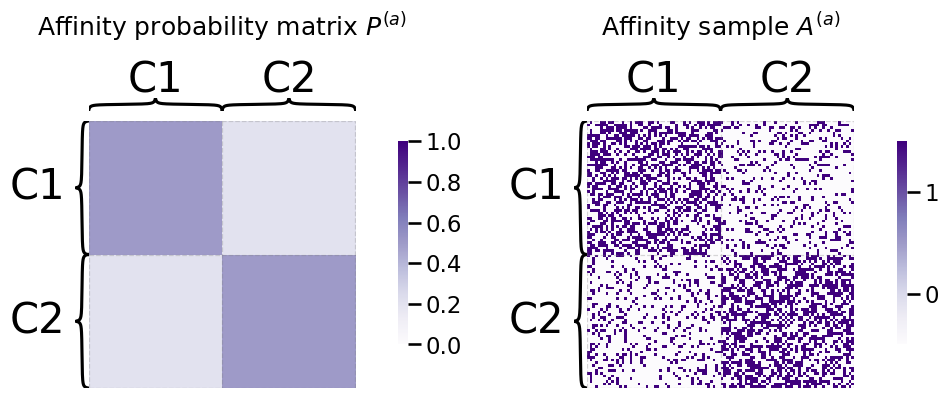 Affinity probability matrix P^(a)
C1 C2
C1
C2
1.0
0.8
0.6
0.4
0.2
0.0
Affinity sample A^(a)
C1 C2
C1
C2
1
0